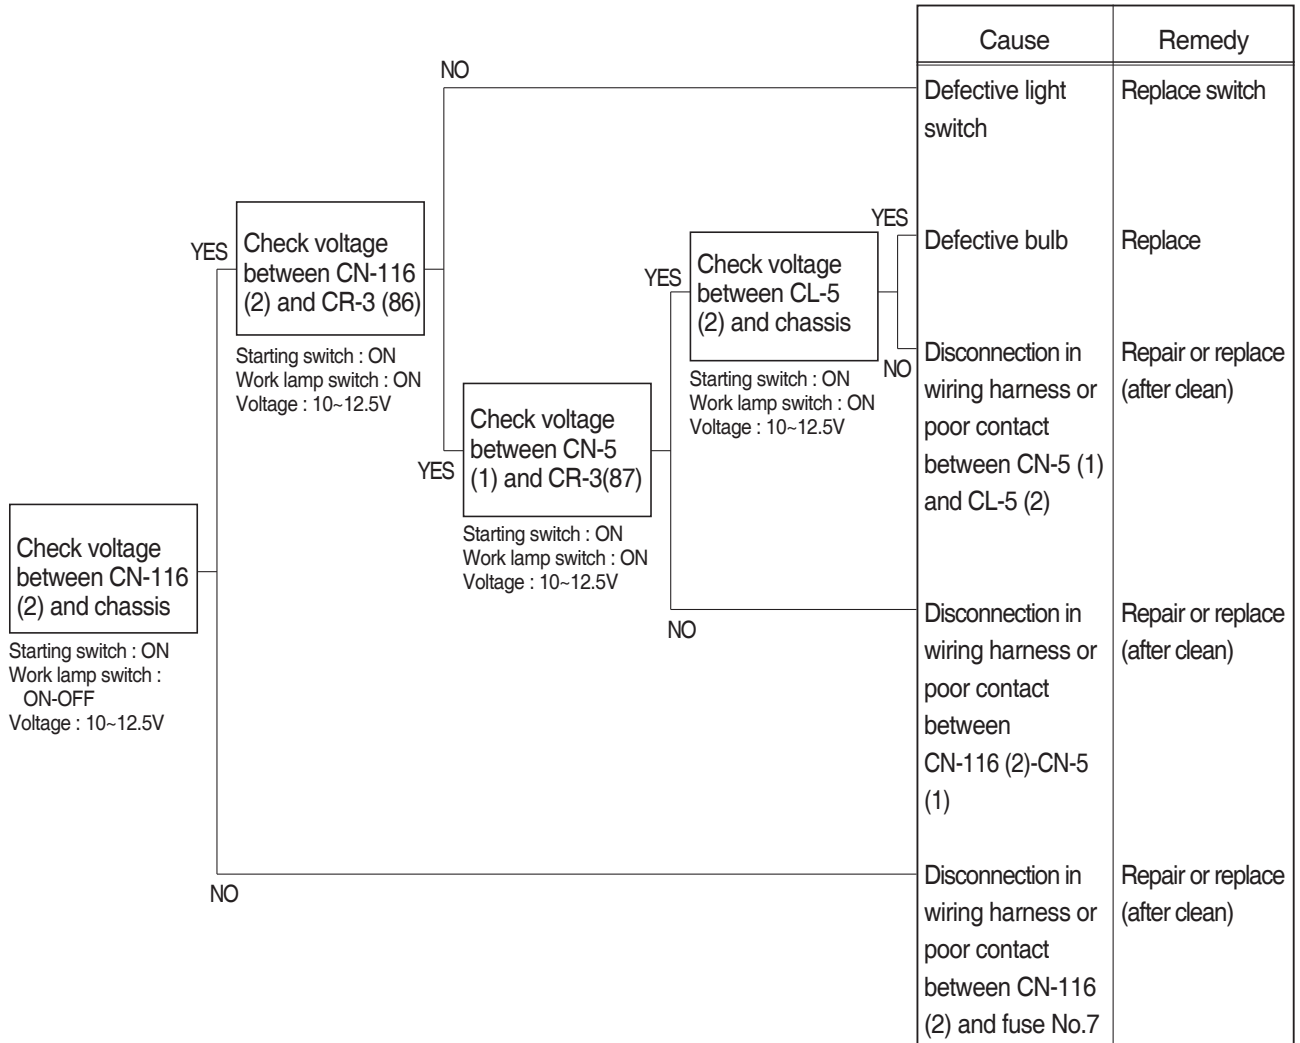 Cause
Remedy
NO
Defective light
switch
Replace switch
YES
Check voltage
between CN-116
(2) and CR-3 (86)
Starting switch : ON
Work lamp switch : ON
Voltage : 10~12.5V
YES
Check voltage
between CN-5
(1) and CR-3(87)
Starting switch : ON
Work lamp switch : ON
Voltage : 10~12.5V
YES
Check voltage
between CL-5
(2) and chassis
Starting switch : ON
Work lamp switch : ON
Voltage : 10~12.5V
YES
Defective bulb
Replace
NO
Disconnection in
wiring harness or
poor contact
between CN-5 (1)
and CL-5 (2)
Repair or replace
(after clean)
Check voltage
between CN-116
(2) and chassis
Starting switch : ON
Work lamp switch :
ON-OFF
Voltage : 10~12.5V
NO
Disconnection in
wiring harness or
poor contact
between
CN-116 (2)-CN-5
(1)
Repair or replace
(after clean)
NO
Disconnection in
wiring harness or
poor contact
between CN-116
(2) and fuse No.7
Repair or replace
(after clean)